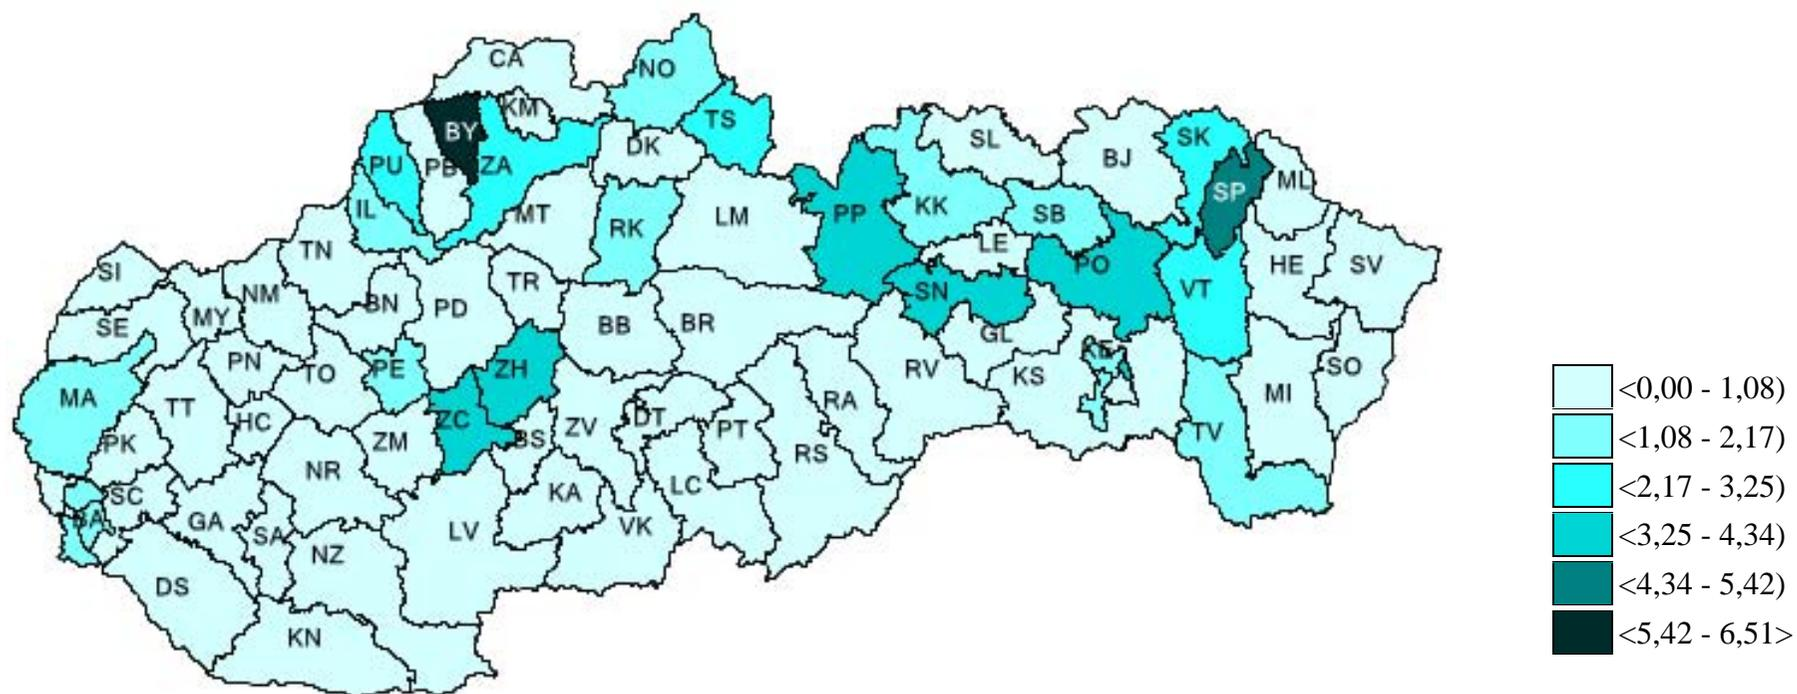 CA
NO
KM
TS
BY
PU
PB
ZA
DK
SL
BJ
SK
SP
ML
IL
MT
RK
LM
PP
KK
SB
LE
PO
TN
SI
NM
BN
PD
TR
SN
VT
HE
SV
MY
SE
BB
BR
GL
KE
PN
TO
PE
ZH
RV
KS
MI
SO
MA
TT
HC
ZC
BS
ZV
DT
PT
RA
TV
PK
ZM
RS
NR
SC
KA
LC
BA
GA
SA
LV
VK
NZ
DS
KN
<0,00 - 1,08)
<1,08 - 2,17)
<2,17 - 3,25)
<3,25 - 4,34)
<4,34 - 5,42)
<5,42 - 6,51>